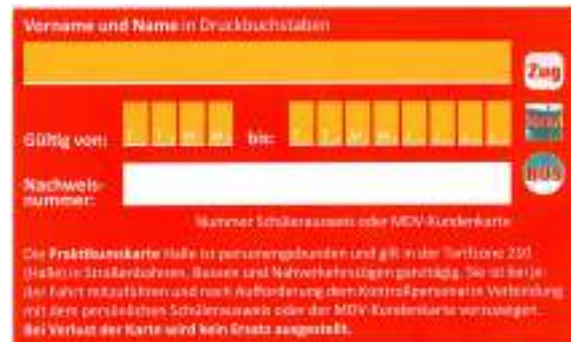 Vorname und Name in Druckbuchstaben
Zug
Gültig von: T T M M bis: T T M M J J J J
BUS
Nachweis-
nummer:
Nummer Schülerausweis oder MDV-Kundenkarte
Die Praktikumskarte Halle ist personengebunden und gilt in der Tarifzone 210
(Halle) in Straßenbahnen, Bussen und Nahverkehrszügen ganztägig. Sie ist bei je-
der Fahrt mitzuführen und nach Aufforderung dem Kontrollpersonal in Verbindung
mit dem persönlichen Schülerausweis oder der MDV-Kundenkarte vorzuzeigen.
Bei Verlust der Karte wird kein Ersatz ausgestellt.